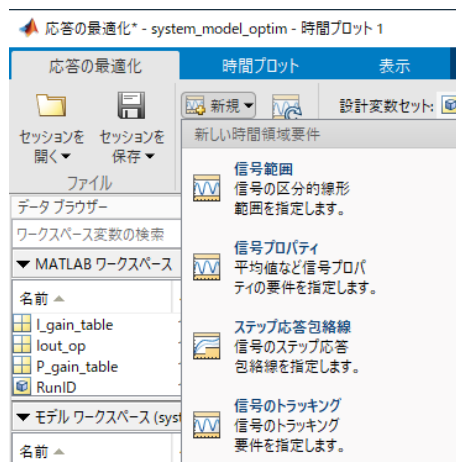 応答の最適化* - system_model_optim - 時間プロット 1
応答の最適化
時間プロット
表示
セッションを
開く
セッションを
保存
新規
設計変数セット:
ファイル
新しい時間領域要件
信号範囲
信号の区分的線形
範囲を指定します。
信号プロパティ
平均値など信号プロパ
ティの要件を指定します。
ステップ応答包絡線
信号のステップ応答
包絡線を指定します。
信号のトラッキング
信号のトラッキング
要件を指定します。
データ ブラウザー
ワークスペース変数の検索
MATLAB ワークスペース
名前
I_gain_table
Iout_op
P_gain_table
RunID
モデル ワークスペース (syst
名前